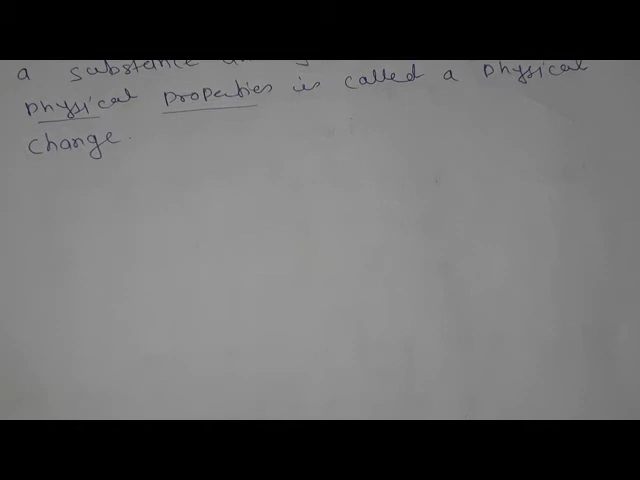 a substance
physical properties is called a physical
change.